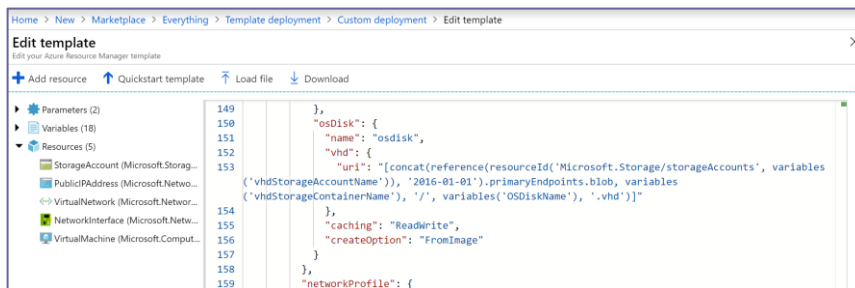 Home > New > Marketplace > Everything > Template deployment > Custom deployment > Edit template
Edit template
Edit your Azure Resource Manager template
Add resource Quickstart template Load file Download
Parameters (2)
Variables (18)
Resources (5)
StorageAccount (Microsoft.Storag...
PublicIPAddress (Microsoft.Netwo...
VirtualNetwork (Microsoft.Networ...
NetworkInterface (Microsoft.Netw...
VirtualMachine (Microsoft.Comput...
149 },
150 "osDisk": {
151 "name": "osdisk",
152 "vhd": {
153 "uri": "[concat(reference(resourceId('Microsoft.Storage/storageAccounts', variables
('vhdStorageAccountName')), '2016-01-01').primaryEndpoints.blob, variables
('vhdStorageContainerName'), '/', variables('OSDiskName'), '.vhd')]"
154 },
155 "caching": "ReadWrite",
156 "createOption": "FromImage"
157 }
158 },
159 "networkProfile": {